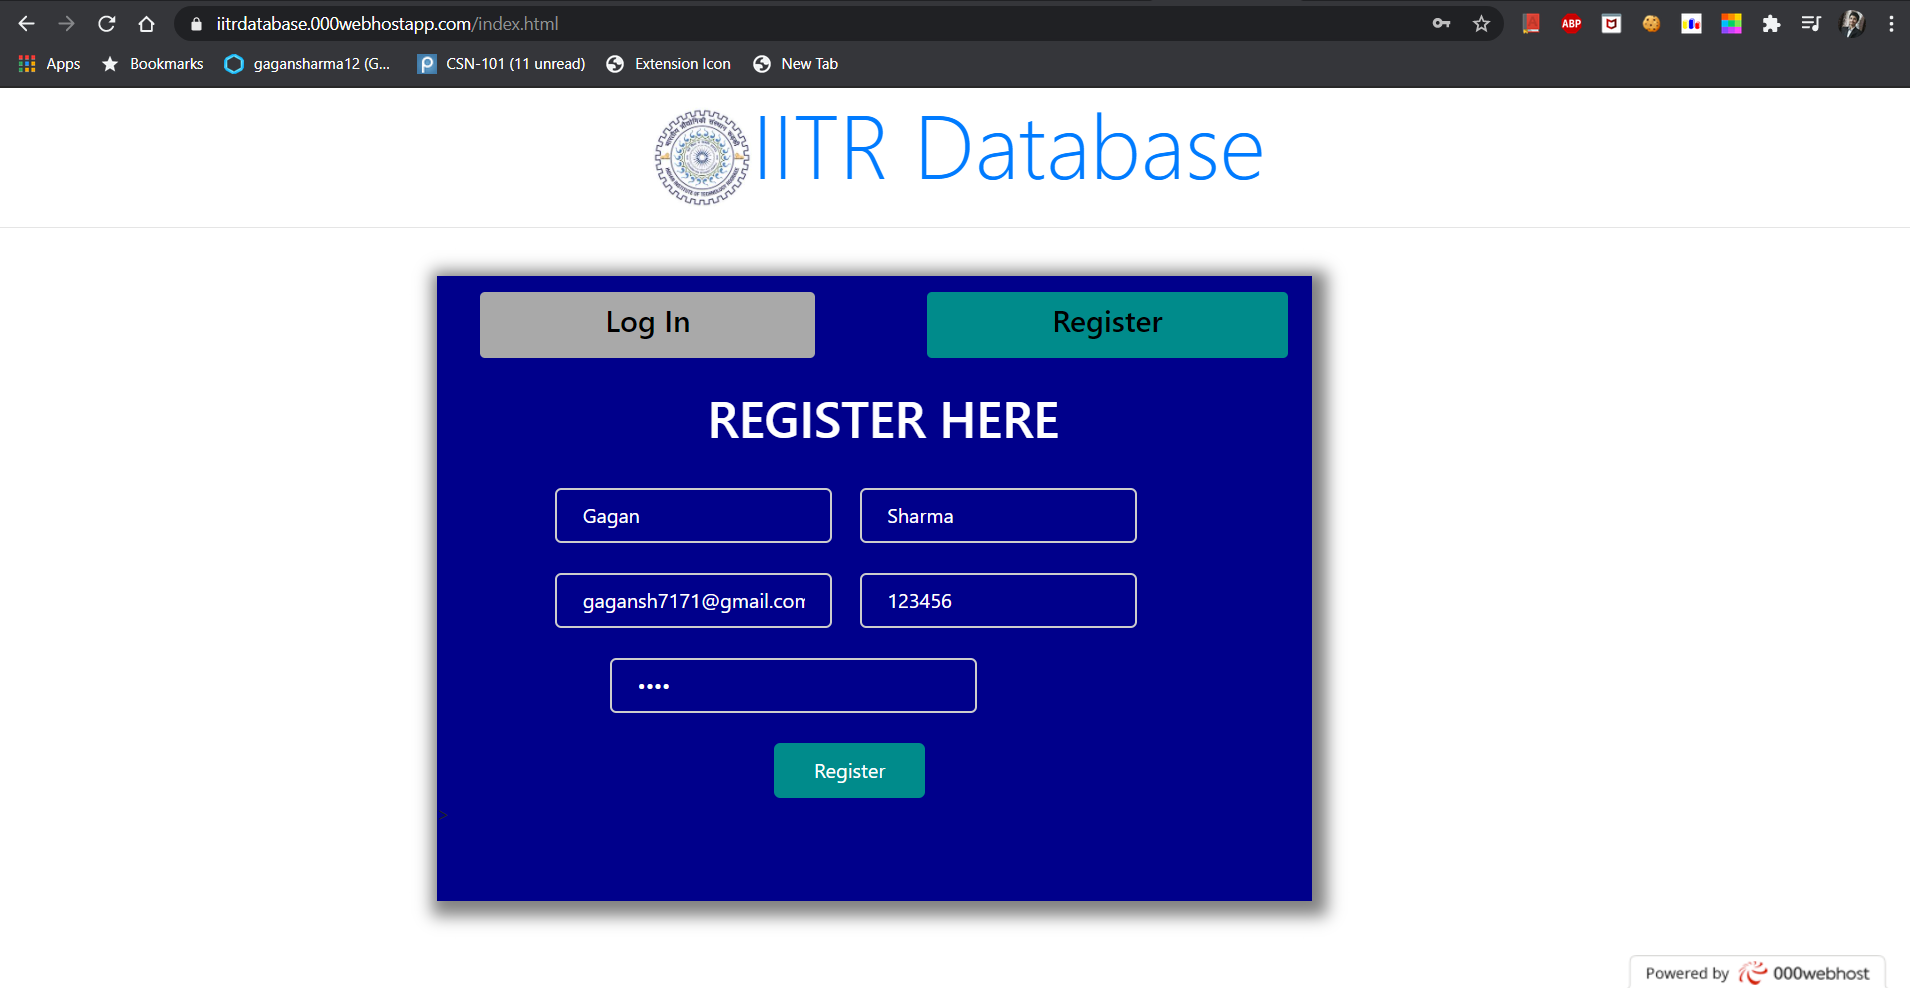 iitrdatabase.000webhostapp.com/index.html
ABP
Apps Bookmarks gagansharma12 (G... CSN-101 (11 unread) Extension Icon New Tab
IITR Database
Log In Register
REGISTER HERE
Gagan Sharma
gagansh7171@gmail.com 123456
••••
Register
>
Powered by 000webhost